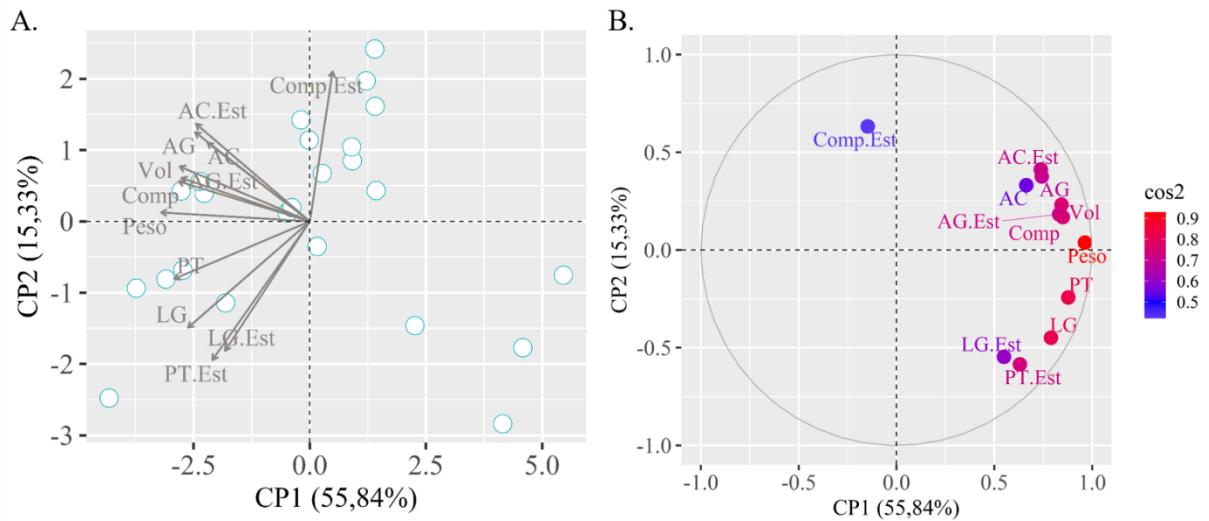 A.
2
1
0
-1
-2
-3
CP2 (15,33%)
Comp.Est
AC.Est
AG
AC
Vol
AG.Est
Comp
Peso
PT
LG
LG.Est
PT.Est
-2.5
0.0
2.5
5.0
CP1 (55,84%)
B.
1.0
0.5
0.0
-0.5
-1.0
CP2 (15,33%)
Comp.Est
AC.Est
AG
AC
Vol
AG.Est
Comp
Peso
PT
LG
LG.Est
PT.Est
-1.0
-0.5
0.0
0.5
1.0
CP1 (55,84%)
cos2
0.9
0.8
0.7
0.6
0.5